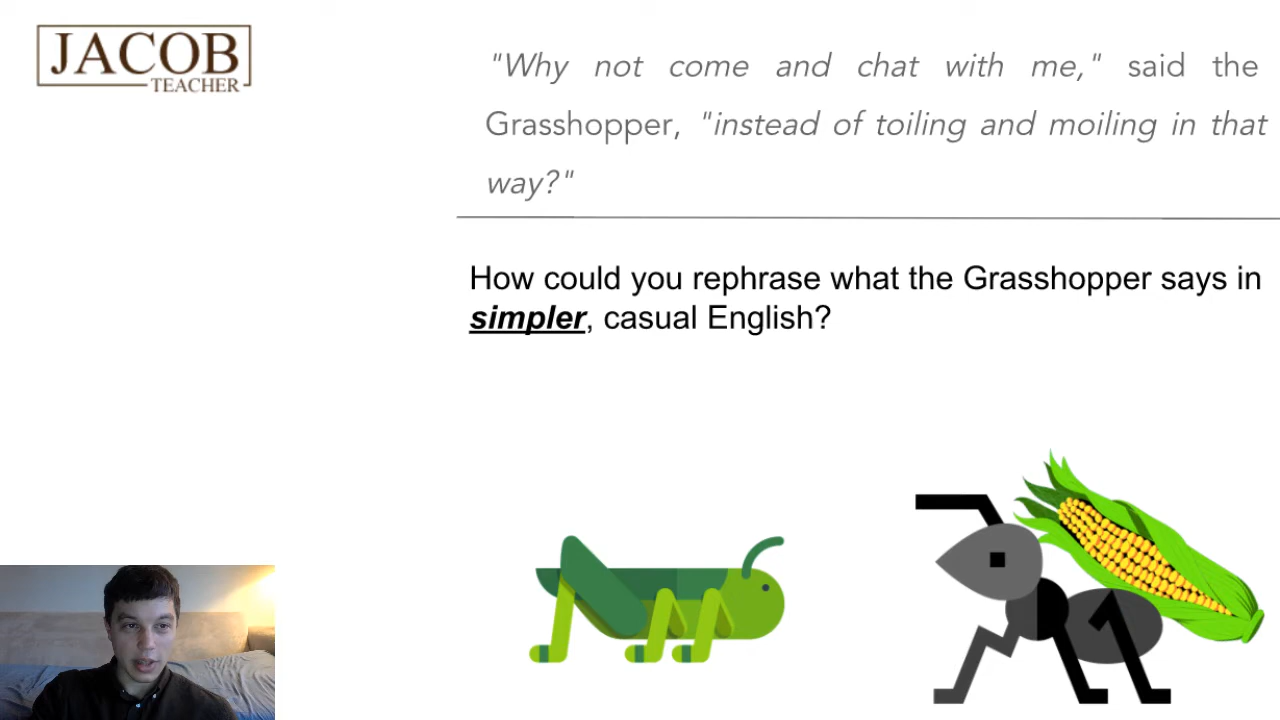 JACOB
TEACHER
"Why not come and chat with me," said the
Grasshopper, "instead of toiling and moiling in that
way?"
How could you rephrase what the Grasshopper says in
simpler, casual English?